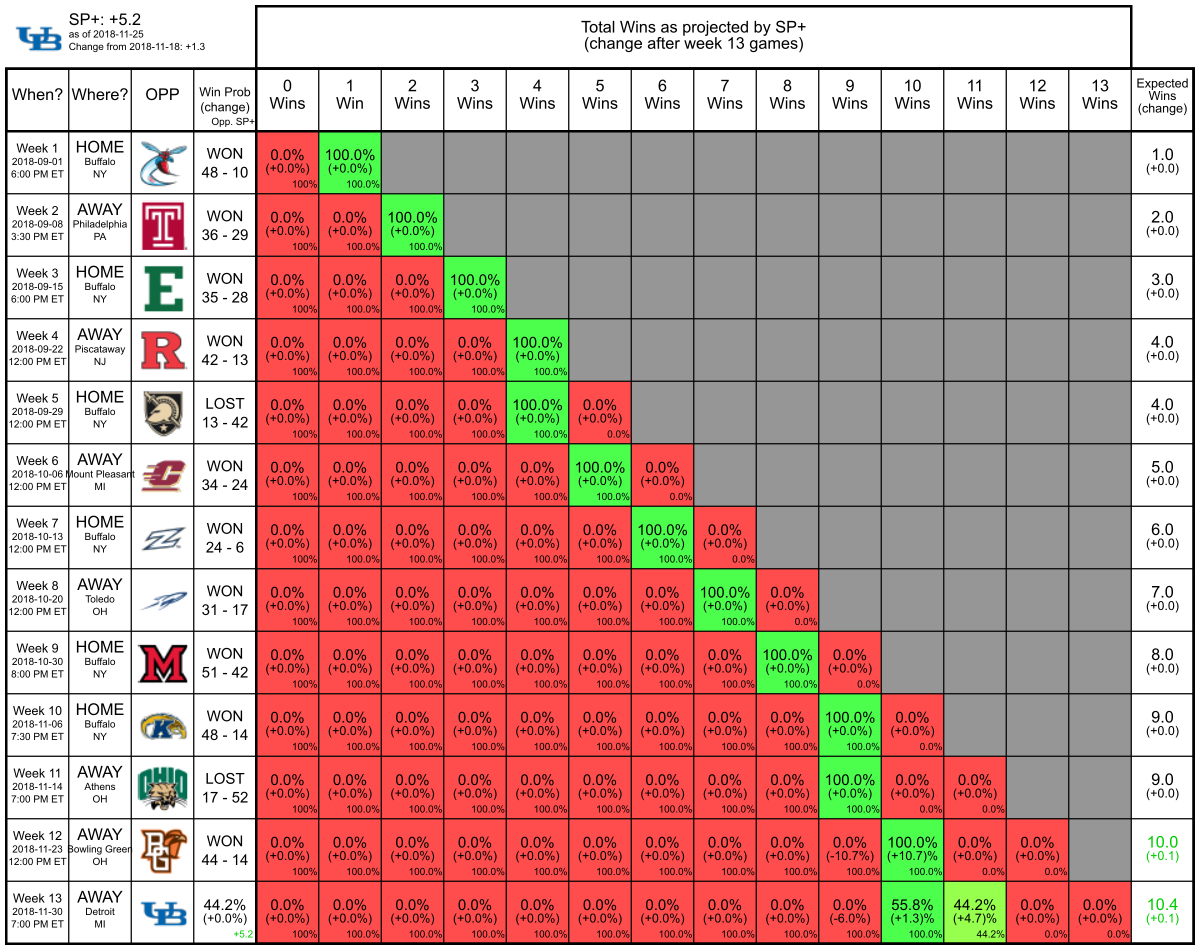 SP+: +5.2
as of 2018-11-25
Change from 2018-11-18: +1.3
Total Wins as projected by SP+
(change after week 13 games)
When? Where? OPP Win Prob (change) Opp. SP+ 0 Wins 1 Win 2 Wins 3 Wins 4 Wins 5 Wins 6 Wins 7 Wins 8 Wins 9 Wins 10 Wins 11 Wins 12 Wins 13 Wins Expected Wins (change)
Week 1 HOME WON 0.0% 100.0% 1.0
2018-09-01 Buffalo 48 - 10 (+0.0%) (+0.0%) (+0.0)
6:00 PM ET NY 100% 100.0%
Week 2 AWAY T WON 0.0% 0.0% 100.0% 2.0
2018-09-08 Philadelphia 36 - 29 (+0.0%) (+0.0%) (+0.0%) (+0.0)
3:30 PM ET PA 100% 100.0% 100.0%
Week 3 HOME E WON 0.0% 0.0% 0.0% 100.0% 3.0
2018-09-15 Buffalo 35 - 28 (+0.0%) (+0.0%) (+0.0%) (+0.0%) (+0.0)
6:00 PM ET NY 100% 100.0% 100.0% 100.0%
Week 4 AWAY R WON 0.0% 0.0% 0.0% 0.0% 100.0% 4.0
2018-09-22 Piscataway 42 - 13 (+0.0%) (+0.0%) (+0.0%) (+0.0%) (+0.0%) (+0.0)
12:00 PM ET NJ 100% 100.0% 100.0% 100.0% 100.0%
Week 5 HOME LOST 0.0% 0.0% 0.0% 0.0% 100.0% 0.0% 4.0
2018-09-29 Buffalo 13 - 42 (+0.0%) (+0.0%) (+0.0%) (+0.0%) (+0.0%) (+0.0%) (+0.0)
12:00 PM ET NY 100% 100.0% 100.0% 100.0% 100.0% 0.0%
Week 6 AWAY C WON 0.0% 0.0% 0.0% 0.0% 0.0% 100.0% 0.0% 5.0
2018-10-06 Mount Pleasant 34 - 24 (+0.0%) (+0.0%) (+0.0%) (+0.0%) (+0.0%) (+0.0%) (+0.0%) (+0.0)
12:00 PM ET MI 100% 100.0% 100.0% 100.0% 100.0% 100.0% 0.0%
Week 7 HOME Z WON 0.0% 0.0% 0.0% 0.0% 0.0% 0.0% 100.0% 0.0% 6.0
2018-10-13 Buffalo 24 - 6 (+0.0%) (+0.0%) (+0.0%) (+0.0%) (+0.0%) (+0.0%) (+0.0%) (+0.0%) (+0.0)
12:00 PM ET NY 100% 100.0% 100.0% 100.0% 100.0% 100.0% 100.0% 0.0%
Week 8 AWAY WON 0.0% 0.0% 0.0% 0.0% 0.0% 0.0% 0.0% 100.0% 0.0% 7.0
2018-10-20 Toledo 31 - 17 (+0.0%) (+0.0%) (+0.0%) (+0.0%) (+0.0%) (+0.0%) (+0.0%) (+0.0%) (+0.0%) (+0.0)
12:00 PM ET OH 100% 100.0% 100.0% 100.0% 100.0% 100.0% 100.0% 100.0% 0.0%
Week 9 HOME M WON 0.0% 0.0% 0.0% 0.0% 0.0% 0.0% 0.0% 0.0% 100.0% 0.0% 8.0
2018-10-30 Buffalo 51 - 42 (+0.0%) (+0.0%) (+0.0%) (+0.0%) (+0.0%) (+0.0%) (+0.0%) (+0.0%) (+0.0%) (+0.0%) (+0.0)
8:00 PM ET NY 100% 100.0% 100.0% 100.0% 100.0% 100.0% 100.0% 100.0% 100.0% 0.0%
Week 10 HOME K WON 0.0% 0.0% 0.0% 0.0% 0.0% 0.0% 0.0% 0.0% 0.0% 100.0% 0.0% 9.0
2018-11-06 Buffalo 48 - 14 (+0.0%) (+0.0%) (+0.0%) (+0.0%) (+0.0%) (+0.0%) (+0.0%) (+0.0%) (+0.0%) (+0.0%) (+0.0%) (+0.0)
7:30 PM ET NY 100% 100.0% 100.0% 100.0% 100.0% 100.0% 100.0% 100.0% 100.0% 100.0% 0.0%
Week 11 AWAY OHIO LOST 0.0% 0.0% 0.0% 0.0% 0.0% 0.0% 0.0% 0.0% 0.0% 100.0% 0.0% 0.0% 9.0
2018-11-14 Athens 17 - 52 (+0.0%) (+0.0%) (+0.0%) (+0.0%) (+0.0%) (+0.0%) (+0.0%) (+0.0%) (+0.0%) (+0.0%) (+0.0%) (+0.0%) (+0.0)
7:00 PM ET OH 100% 100.0% 100.0% 100.0% 100.0% 100.0% 100.0% 100.0% 100.0% 100.0% 0.0% 0.0%
Week 12 AWAY BG WON 0.0% 0.0% 0.0% 0.0% 0.0% 0.0% 0.0% 0.0% 0.0% 0.0% 100.0% 0.0% 0.0% 10.0
2018-11-23 Bowling Green 44 - 14 (+0.0%) (+0.0%) (+0.0%) (+0.0%) (+0.0%) (+0.0%) (+0.0%) (+0.0%) (+0.0%) (-10.7%) (+10.7)% (+0.0%) (+0.0%) (+0.1)
12:00 PM ET OH 100% 100.0% 100.0% 100.0% 100.0% 100.0% 100.0% 100.0% 100.0% 100.0% 100.0% 0.0% 0.0%
Week 13 AWAY UB 44.2% 0.0% 0.0% 0.0% 0.0% 0.0% 0.0% 0.0% 0.0% 0.0% 0.0% 55.8% 44.2% 0.0% 0.0% 10.4
2018-11-30 Detroit (+0.0%) (+0.0%) (+0.0%) (+0.0%) (+0.0%) (+0.0%) (+0.0%) (+0.0%) (+0.0%) (+0.0%) (-6.0%) (+1.3)% (+4.7)% (+0.0%) (+0.0%) (+0.1)
7:00 PM ET MI +5.2 100% 100.0% 100.0% 100.0% 100.0% 100.0% 100.0% 100.0% 100.0% 100.0% 100.0% 44.2% 0.0% 0.0%